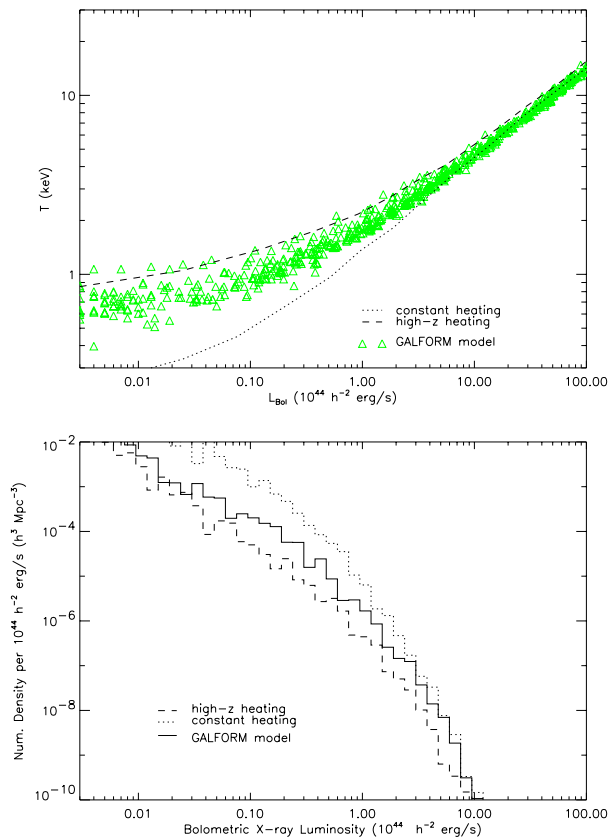 T (keV)
10
1
constant heating
high-z heating
GALFORM model
0.01 0.10 1.00 10.00 100.00
L_Bol (10^44 h^-2 erg/s)
Num. Density per 10^44 h^-2 erg/s (h^3 Mpc^-3)
10^-2
10^-4
10^-6
10^-8
10^-10
high-z heating
constant heating
GALFORM model
0.01 0.10 1.00 10.00 100.00
Bolometric X-ray Luminosity (10^44 h^-2 erg/s)